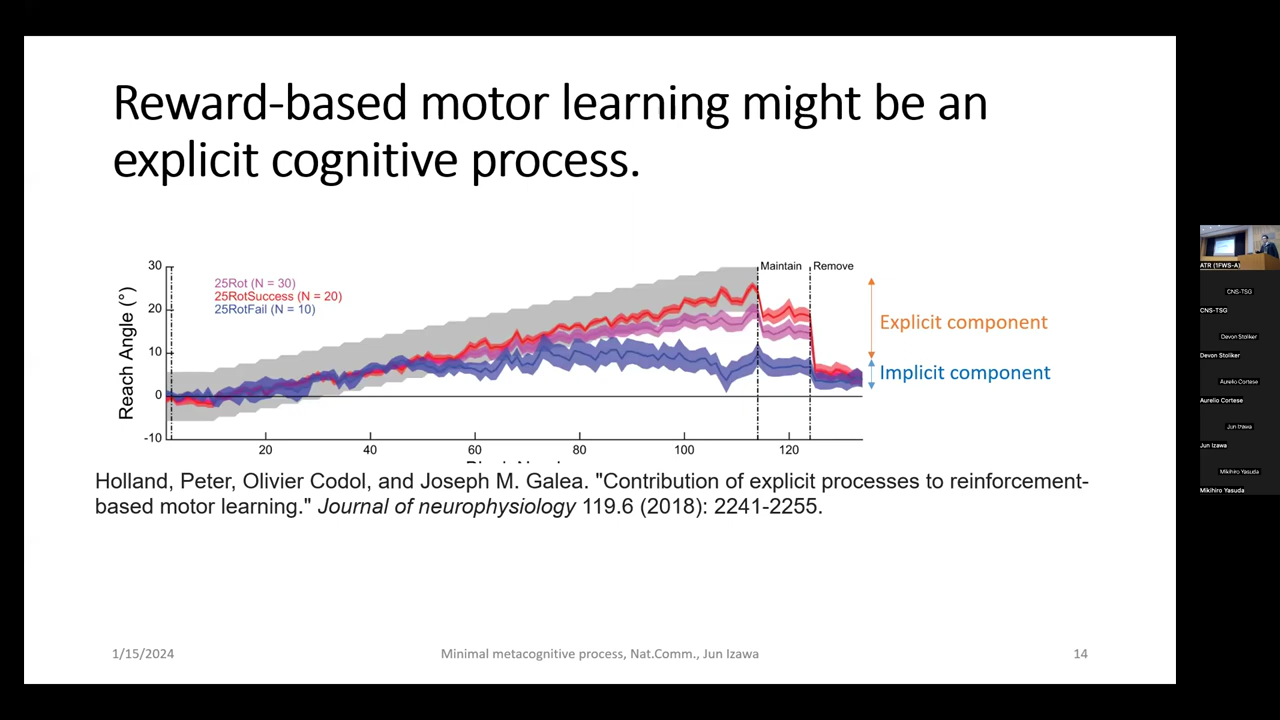 Reward-based motor learning might be an
explicit cognitive process.
30
20
10
0
-10
Reach Angle (°)
25Rot (N = 30)
25RotSuccess (N = 20)
25RotFail (N = 10)
Maintain
Remove
Explicit component
Implicit component
20
40
60
80
100
120
Holland, Peter, Olivier Codol, and Joseph M. Galea. "Contribution of explicit processes to reinforcement-
based motor learning." Journal of neurophysiology 119.6 (2018): 2241-2255.
1/15/2024
Minimal metacognitive process, Nat.Comm., Jun Izawa
14
ATR (1FWS-A)
CNS-TSG
CNS-TSG
Devon Stoliker
Devon Stoliker
Aurelio Cortese
Aurelio Cortese
Jun Izawa
Jun Izawa
Mikihiro Yasuda
Mikihiro Yasuda